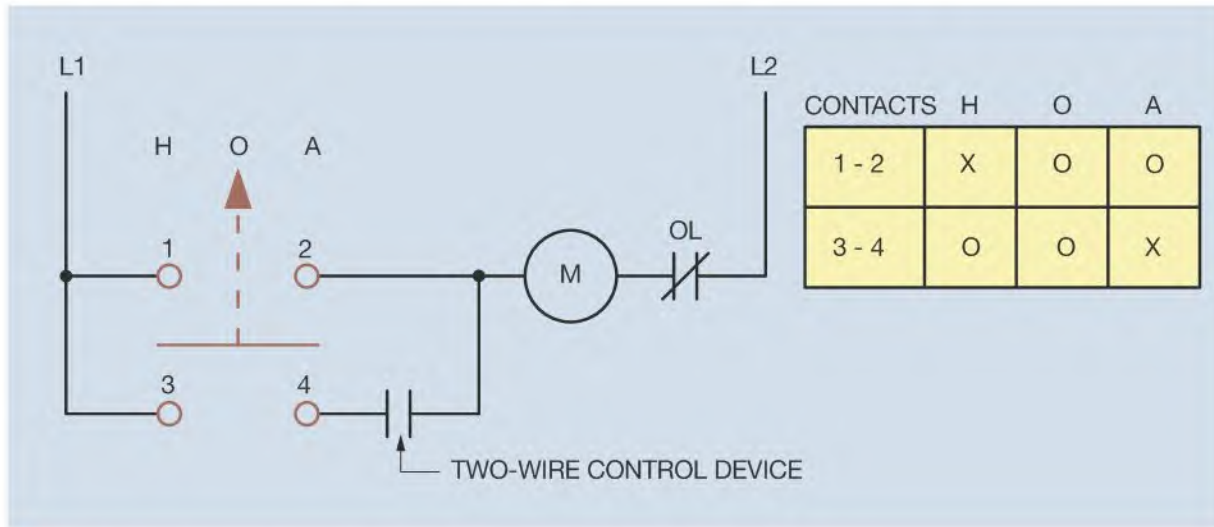 L1
L2
H O A
1 2
M
OL
3 4
TWO-WIRE CONTROL DEVICE
CONTACTS H O A
1 - 2 X O O
3 - 4 O O X